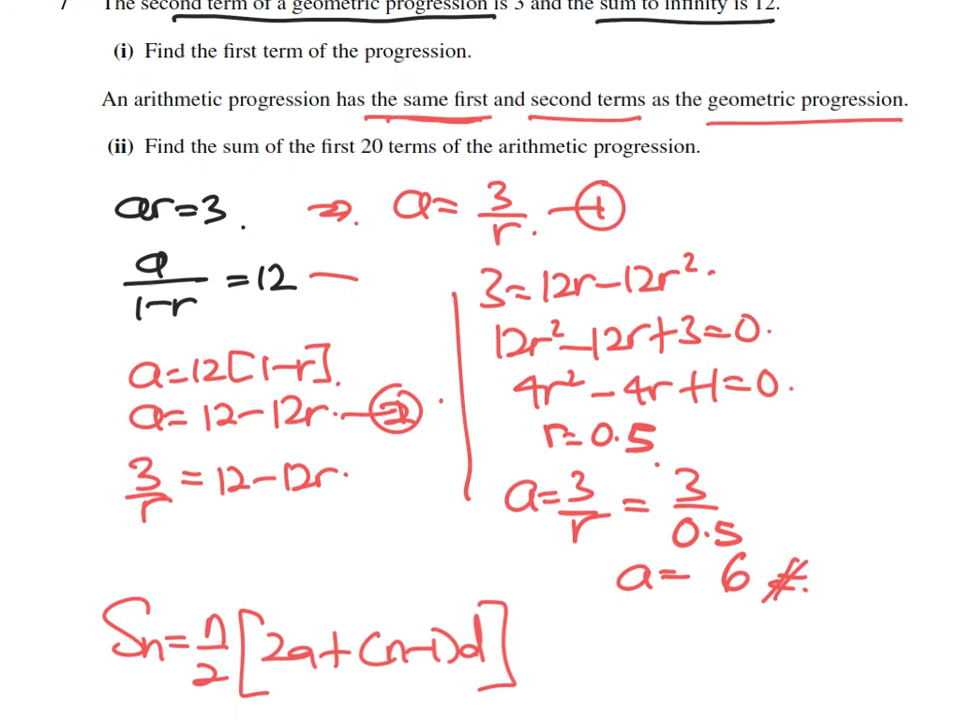 7 The second term of a geometric progression is 3 and the sum to infinity is 12.
(i) Find the first term of the progression.
An arithmetic progression has the same first and second terms as the geometric progression.
(ii) Find the sum of the first 20 terms of the arithmetic progression.
ar=3. ⇒ a= 3/r. —①
a/(1-r) = 12 —
a=12[1-r].
a= 12-12r. —②
3/r = 12-12r.
3=12r-12r².
12r²-12r+3=0.
4r²-4r+1=0.
r=0.5.
a=3/r = 3/0.5
a= 6 #.
Sn= n/2 [2a+(n-1)d]